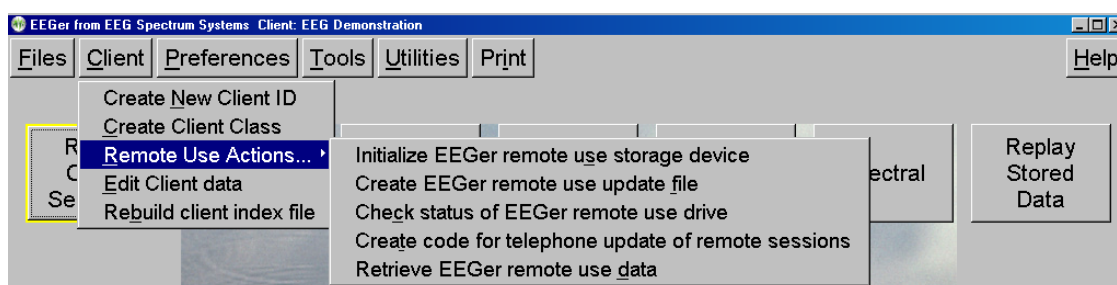 EEGer from EEG Spectrum Systems Client: EEG Demonstration
Files Client Preferences Tools Utilities Print Help
Create New Client ID
Create Client Class
Remote Use Actions...
Edit Client data
Rebuild client index file
Initialize EEGer remote use storage device
Create EEGer remote use update file
Check status of EEGer remote use drive
Create code for telephone update of remote sessions
Retrieve EEGer remote use data
Replay
Stored
Data